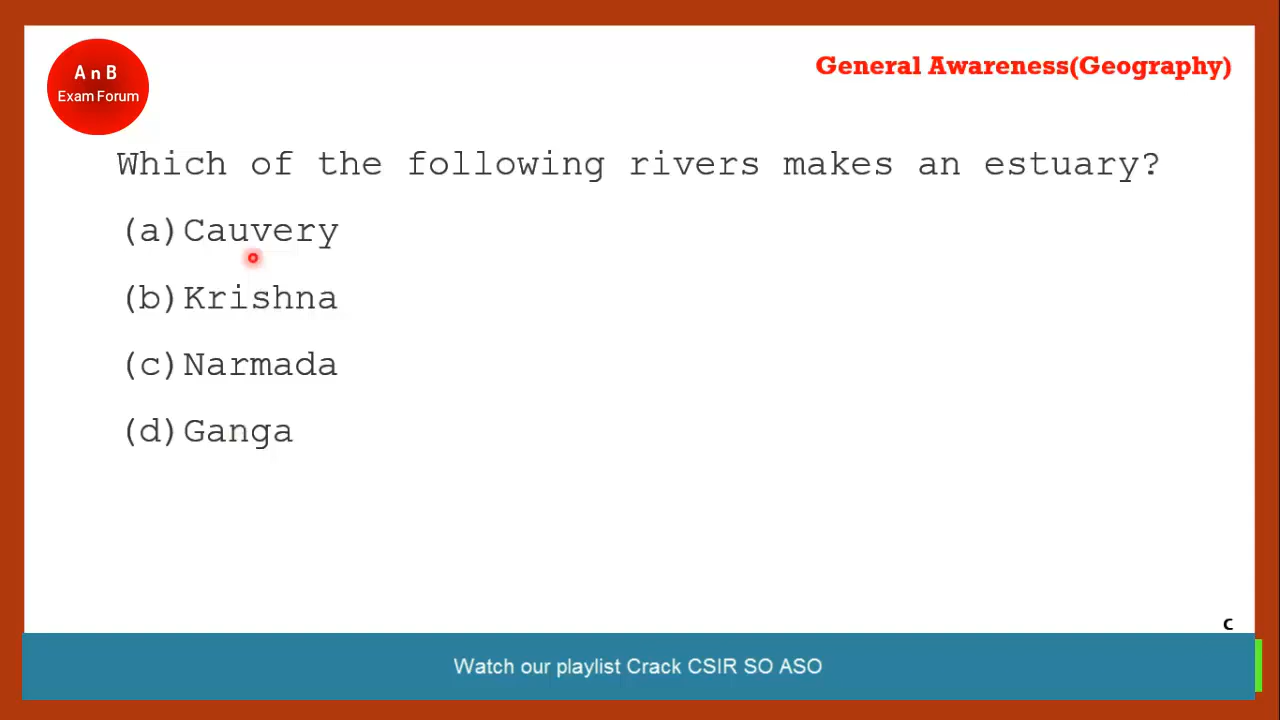 A n B
Exam Forum
General Awareness(Geography)
Which of the following rivers makes an estuary?
(a)Cauvery
(b)Krishna
(c)Narmada
(d)Ganga
C
Watch our playlist Crack CSIR SO ASO